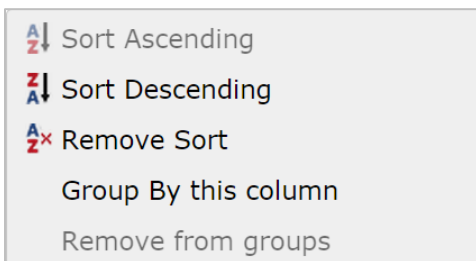 Sort Ascending
Sort Descending
Remove Sort
Group By this column
Remove from groups